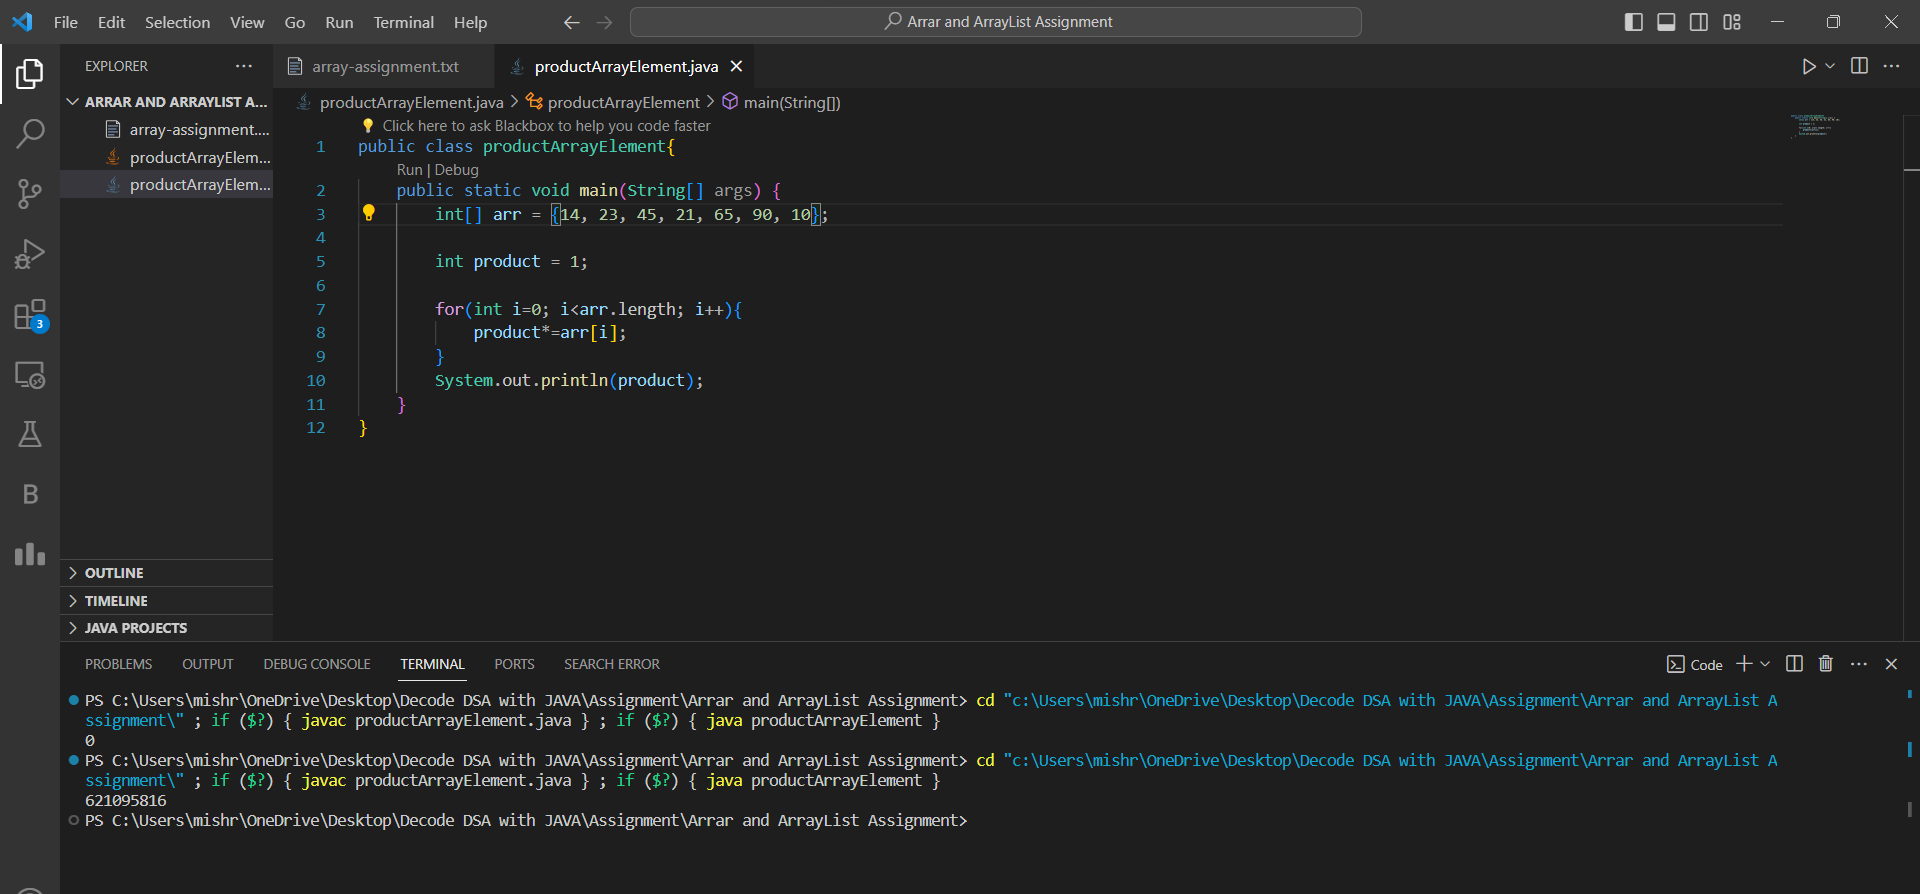 File Edit Selection View Go Run Terminal Help
Arrar and ArrayList Assignment
EXPLORER
ARRAR AND ARRAYLIST A...
array-assignment....
productArrayElem...
productArrayElem...
OUTLINE
TIMELINE
JAVA PROJECTS
3
B
array-assignment.txt
productArrayElement.java
productArrayElement.java > productArrayElement > main(String[])
Click here to ask Blackbox to help you code faster
1 public class productArrayElement{
Run | Debug
2 public static void main(String[] args) {
3 int[] arr = {14, 23, 45, 21, 65, 90, 10};
4
5 int product = 1;
6
7 for(int i=0; i<arr.length; i++){
8 product*=arr[i];
9 }
10 System.out.println(product);
11 }
12 }
PROBLEMS OUTPUT DEBUG CONSOLE TERMINAL PORTS SEARCH ERROR
Code
PS C:\Users\mishr\OneDrive\Desktop\Decode DSA with JAVA\Assignment\Arrar and ArrayList Assignment> cd "c:\Users\mishr\OneDrive\Desktop\Decode DSA with JAVA\Assignment\Arrar and ArrayList A
ssignment\" ; if ($?) { javac productArrayElement.java } ; if ($?) { java productArrayElement }
0
PS C:\Users\mishr\OneDrive\Desktop\Decode DSA with JAVA\Assignment\Arrar and ArrayList Assignment> cd "c:\Users\mishr\OneDrive\Desktop\Decode DSA with JAVA\Assignment\Arrar and ArrayList A
ssignment\" ; if ($?) { javac productArrayElement.java } ; if ($?) { java productArrayElement }
621095816
PS C:\Users\mishr\OneDrive\Desktop\Decode DSA with JAVA\Assignment\Arrar and ArrayList Assignment>